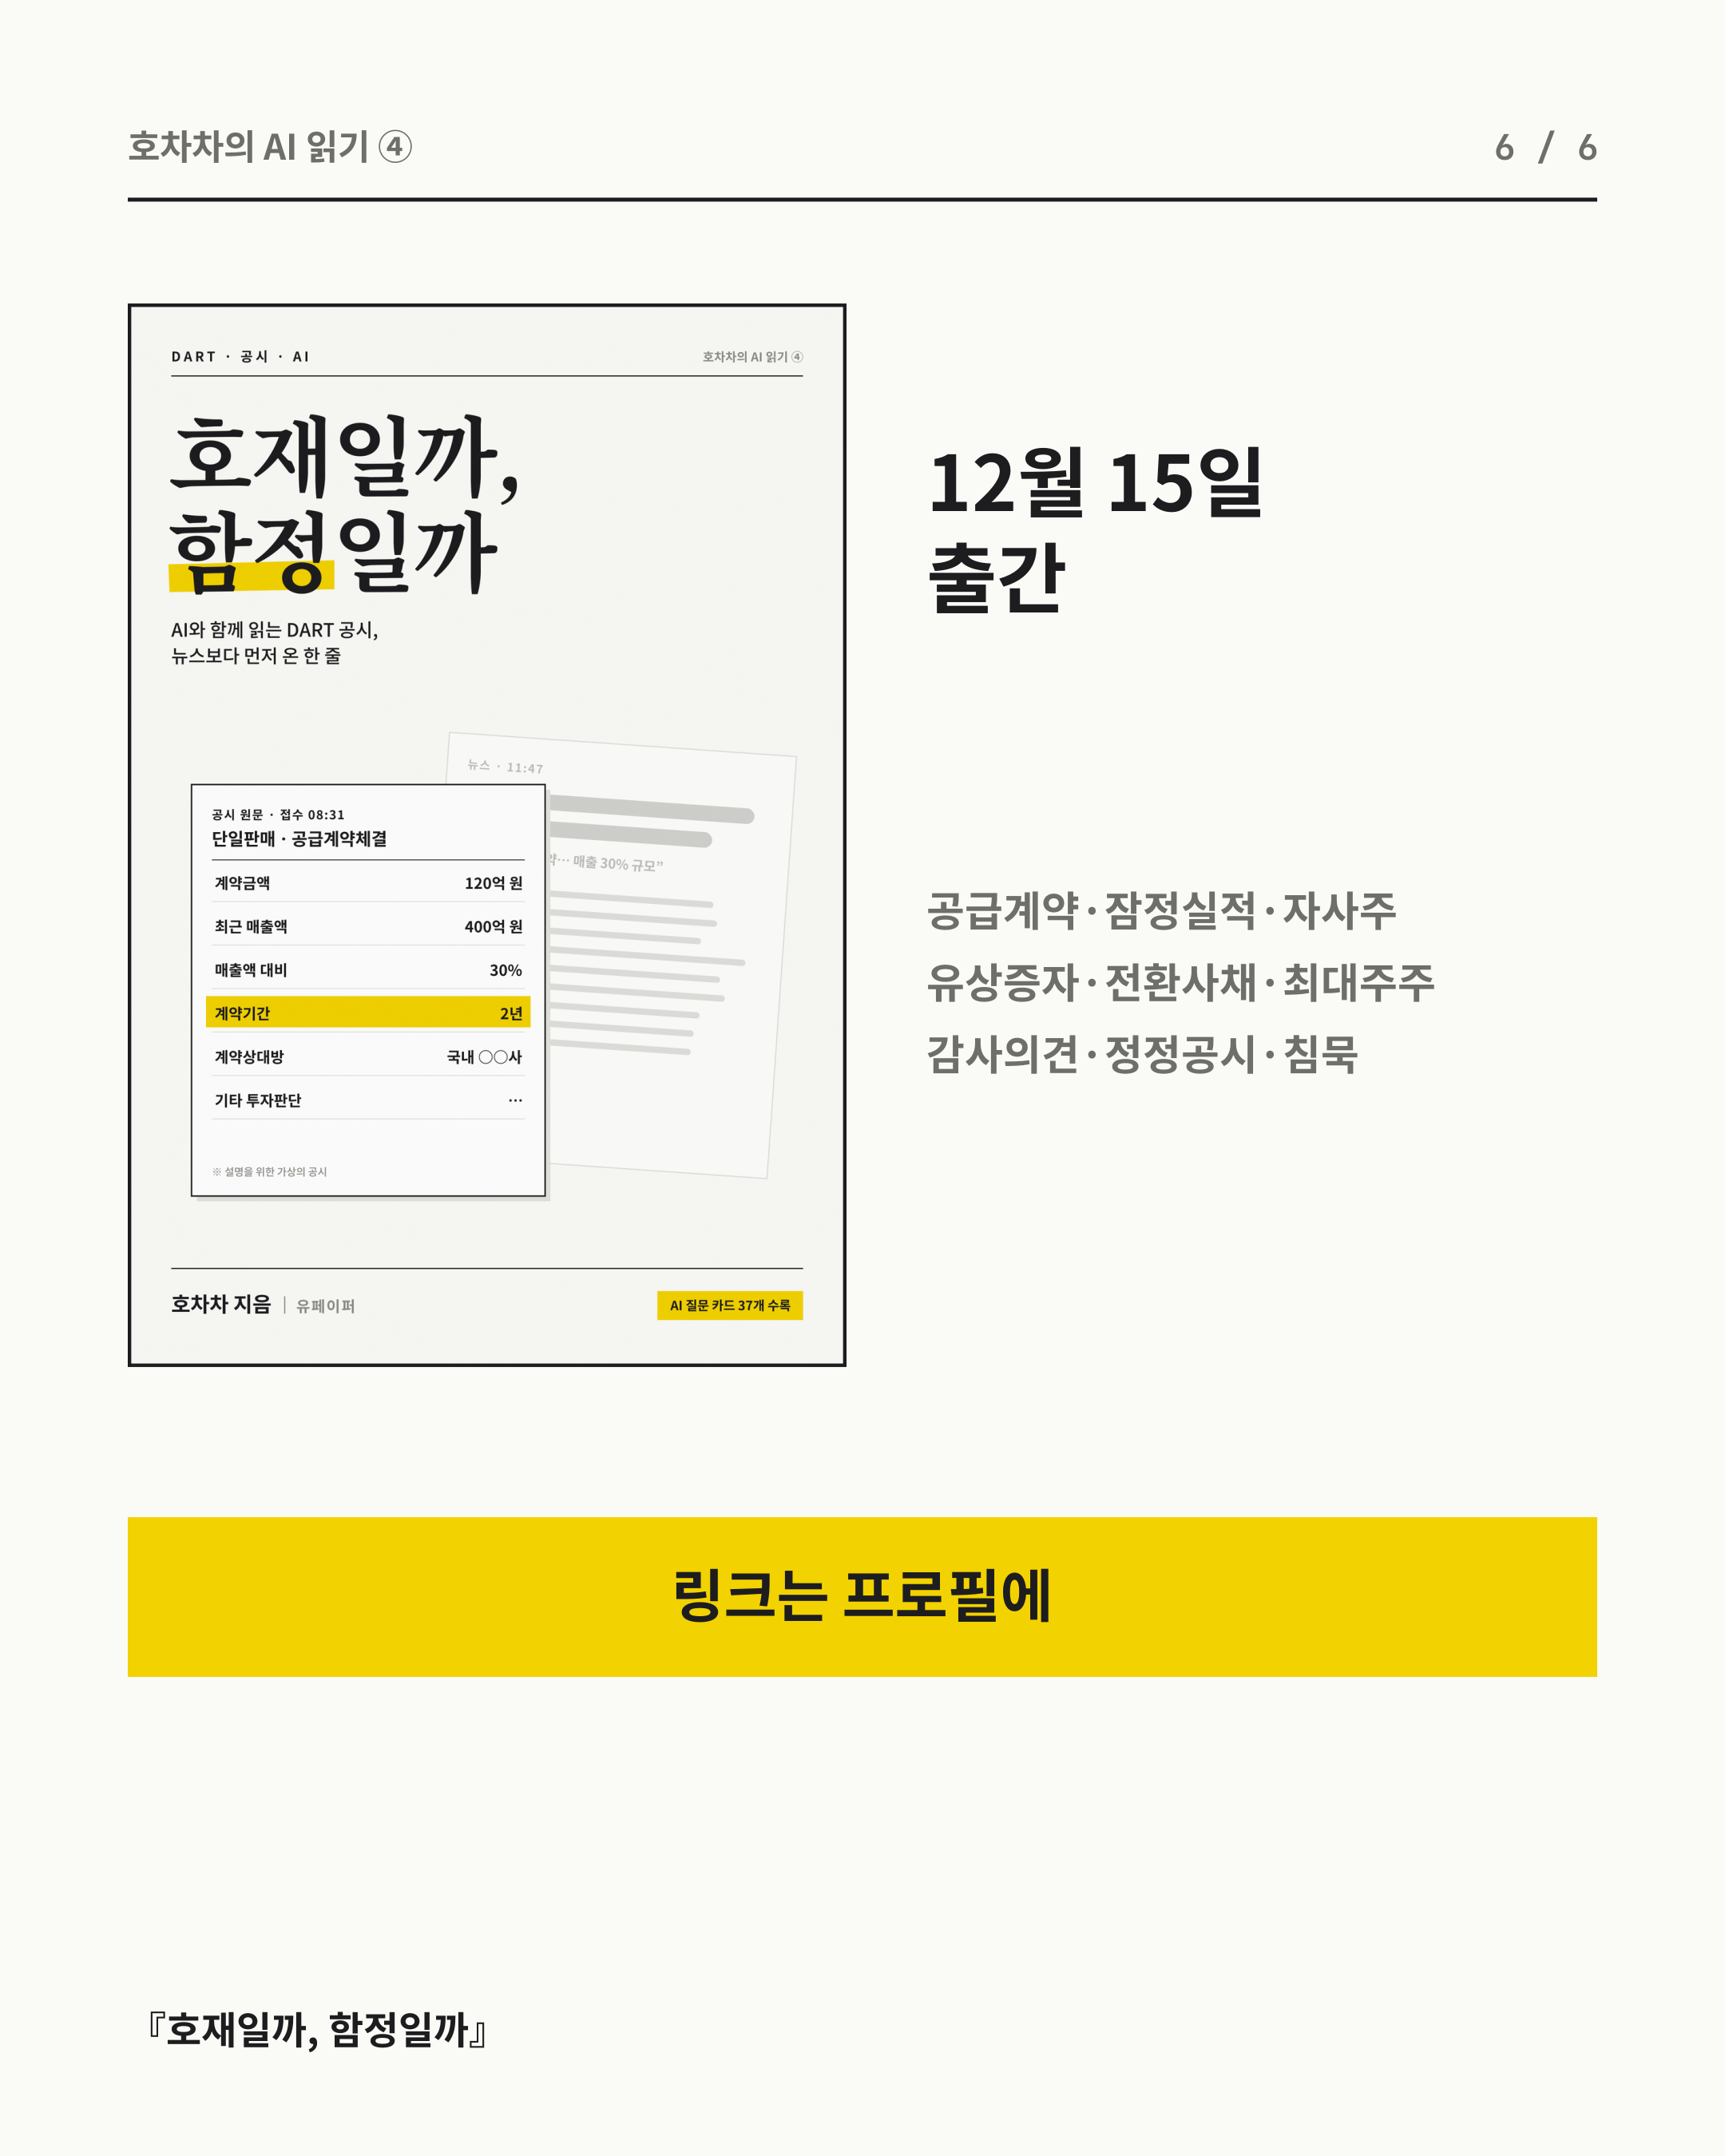 호차차의 AI 읽기 ④
6 / 6
DART · 공시 · AI
호차차의 AI 읽기 ④
호재일까,
함정일까
AI와 함께 읽는 DART 공시,
뉴스보다 먼저 온 한 줄
뉴스 · 11:47
약… 매출 30% 규모”
공시 원문 · 접수 08:31
단일판매 · 공급계약체결
계약금액 120억 원
최근 매출액 400억 원
매출액 대비 30%
계약기간 2년
계약상대방 국내 ○○사
기타 투자판단 …
※ 설명을 위한 가상의 공시
호차차 지음 | 유페이퍼
AI 질문 카드 37개 수록
12월 15일
출간
공급계약·잠정실적·자사주
유상증자·전환사채·최대주주
감사의견·정정공시·침묵
링크는 프로필에
『호재일까, 함정일까』